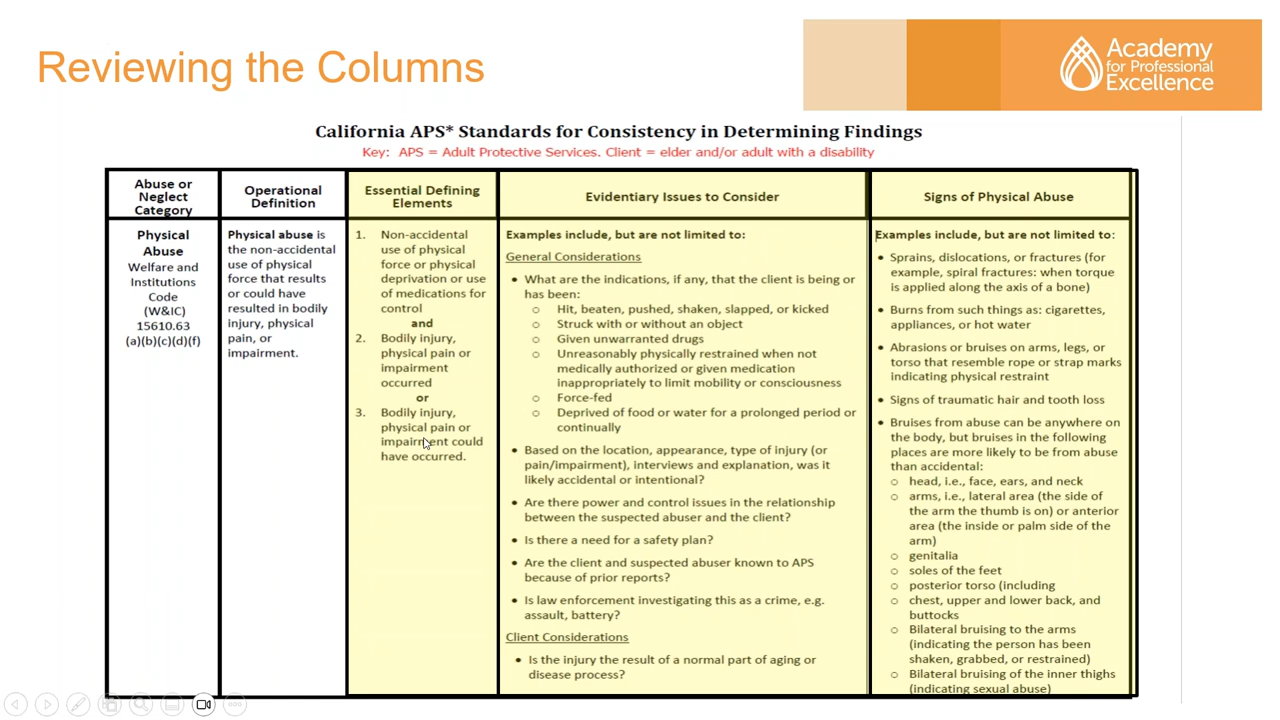 Reviewing the Columns
Academy
for Professional
Excellence
California APS* Standards for Consistency in Determining Findings
Key: APS = Adult Protective Services. Client = elder and/or adult with a disability
Abuse or
Neglect
Category
Operational
Definition
Essential Defining
Elements
Evidentiary Issues to Consider
Signs of Physical Abuse
Physical
Abuse
Welfare and
Institutions
Code
(W&IC)
15610.63
(a)(b)(c)(d)(f)
Physical abuse is
the non-accidental
use of physical
force that results
or could have
resulted in bodily
injury, physical
pain, or
impairment.
1. Non-accidental
use of physical
force or physical
deprivation or use
of medications for
control
and
2. Bodily injury,
physical pain or
impairment
occurred
or
3. Bodily injury,
physical pain or
impairment could
have occurred.
Examples include, but are not limited to:
General Considerations
• What are the indications, if any, that the client is being or
has been:
o Hit, beaten, pushed, shaken, slapped, or kicked
o Struck with or without an object
o Given unwarranted drugs
o Unreasonably physically restrained when not
medically authorized or given medication
inappropriately to limit mobility or consciousness
o Force-fed
o Deprived of food or water for a prolonged period or
continually
• Based on the location, appearance, type of injury (or
pain/impairment), interviews and explanation, was it
likely accidental or intentional?
• Are there power and control issues in the relationship
between the suspected abuser and the client?
• Is there a need for a safety plan?
• Are the client and suspected abuser known to APS
because of prior reports?
• Is law enforcement investigating this as a crime, e.g.
assault, battery?
Client Considerations
• Is the injury the result of a normal part of aging or
disease process?
Examples include, but are not limited to:
• Sprains, dislocations, or fractures (for
example, spiral fractures: when torque
is applied along the axis of a bone)
• Burns from such things as: cigarettes,
appliances, or hot water
• Abrasions or bruises on arms, legs, or
torso that resemble rope or strap marks
indicating physical restraint
• Signs of traumatic hair and tooth loss
• Bruises from abuse can be anywhere on
the body, but bruises in the following
places are more likely to be from abuse
than accidental:
o head, i.e., face, ears, and neck
o arms, i.e., lateral area (the side of
the arm the thumb is on) or anterior
area (the inside or palm side of the
arm)
o genitalia
o soles of the feet
o posterior torso (including
o chest, upper and lower back, and
buttocks
o Bilateral bruising to the arms
(indicating the person has been
shaken, grabbed, or restrained)
o Bilateral bruising of the inner thighs
(indicating sexual abuse)